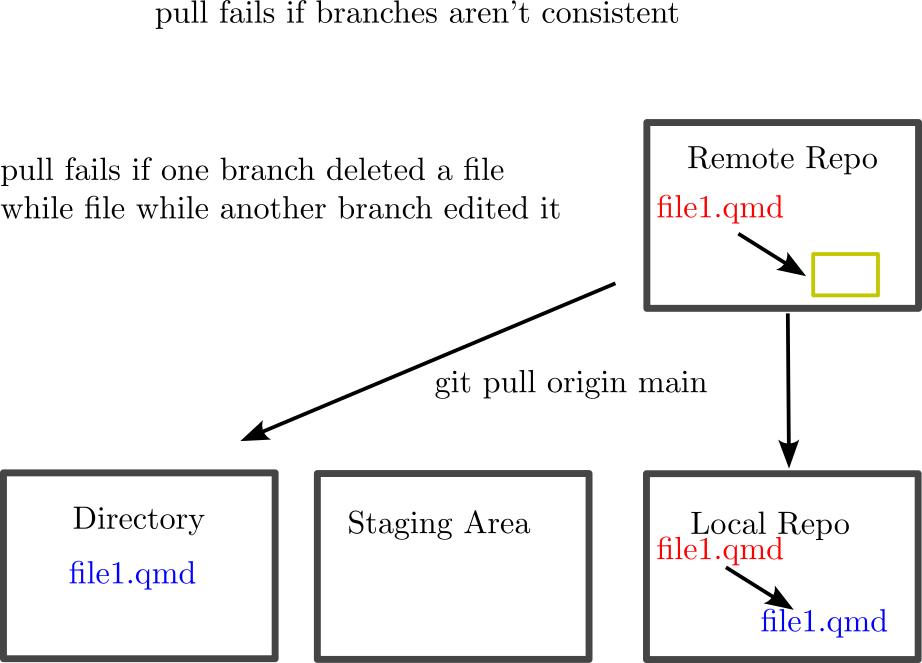 pull fails if branches aren't consistent
pull fails if one branch deleted a file
while file while another branch edited it
Remote Repo
file1.qmd
git pull origin main
Directory
file1.qmd
Staging Area
Local Repo
file1.qmd
file1.qmd